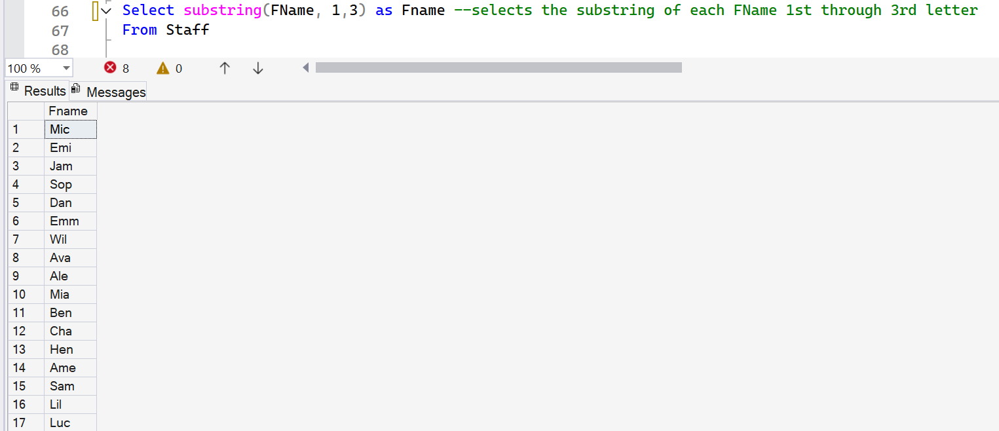 66 Select substring(FName, 1,3) as Fname --selects the substring of each FName 1st through 3rd letter
67 From Staff
68
100 % 8 0
Results Messages
Fname
1 Mic
2 Emi
3 Jam
4 Sop
5 Dan
6 Emm
7 Wil
8 Ava
9 Ale
10 Mia
11 Ben
12 Cha
13 Hen
14 Ame
15 Sam
16 Lil
17 Luc